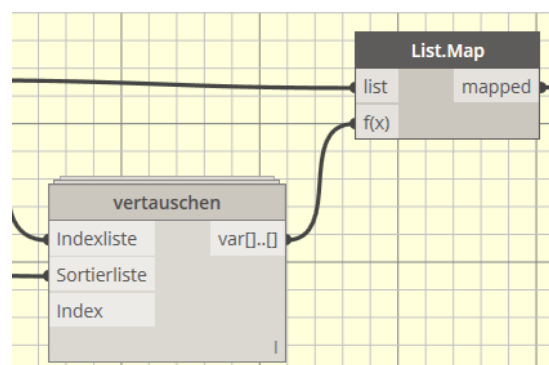 List.Map
list mapped
f(x)
vertauschen
Indexliste var[]..[]
Sortierliste
Index
l